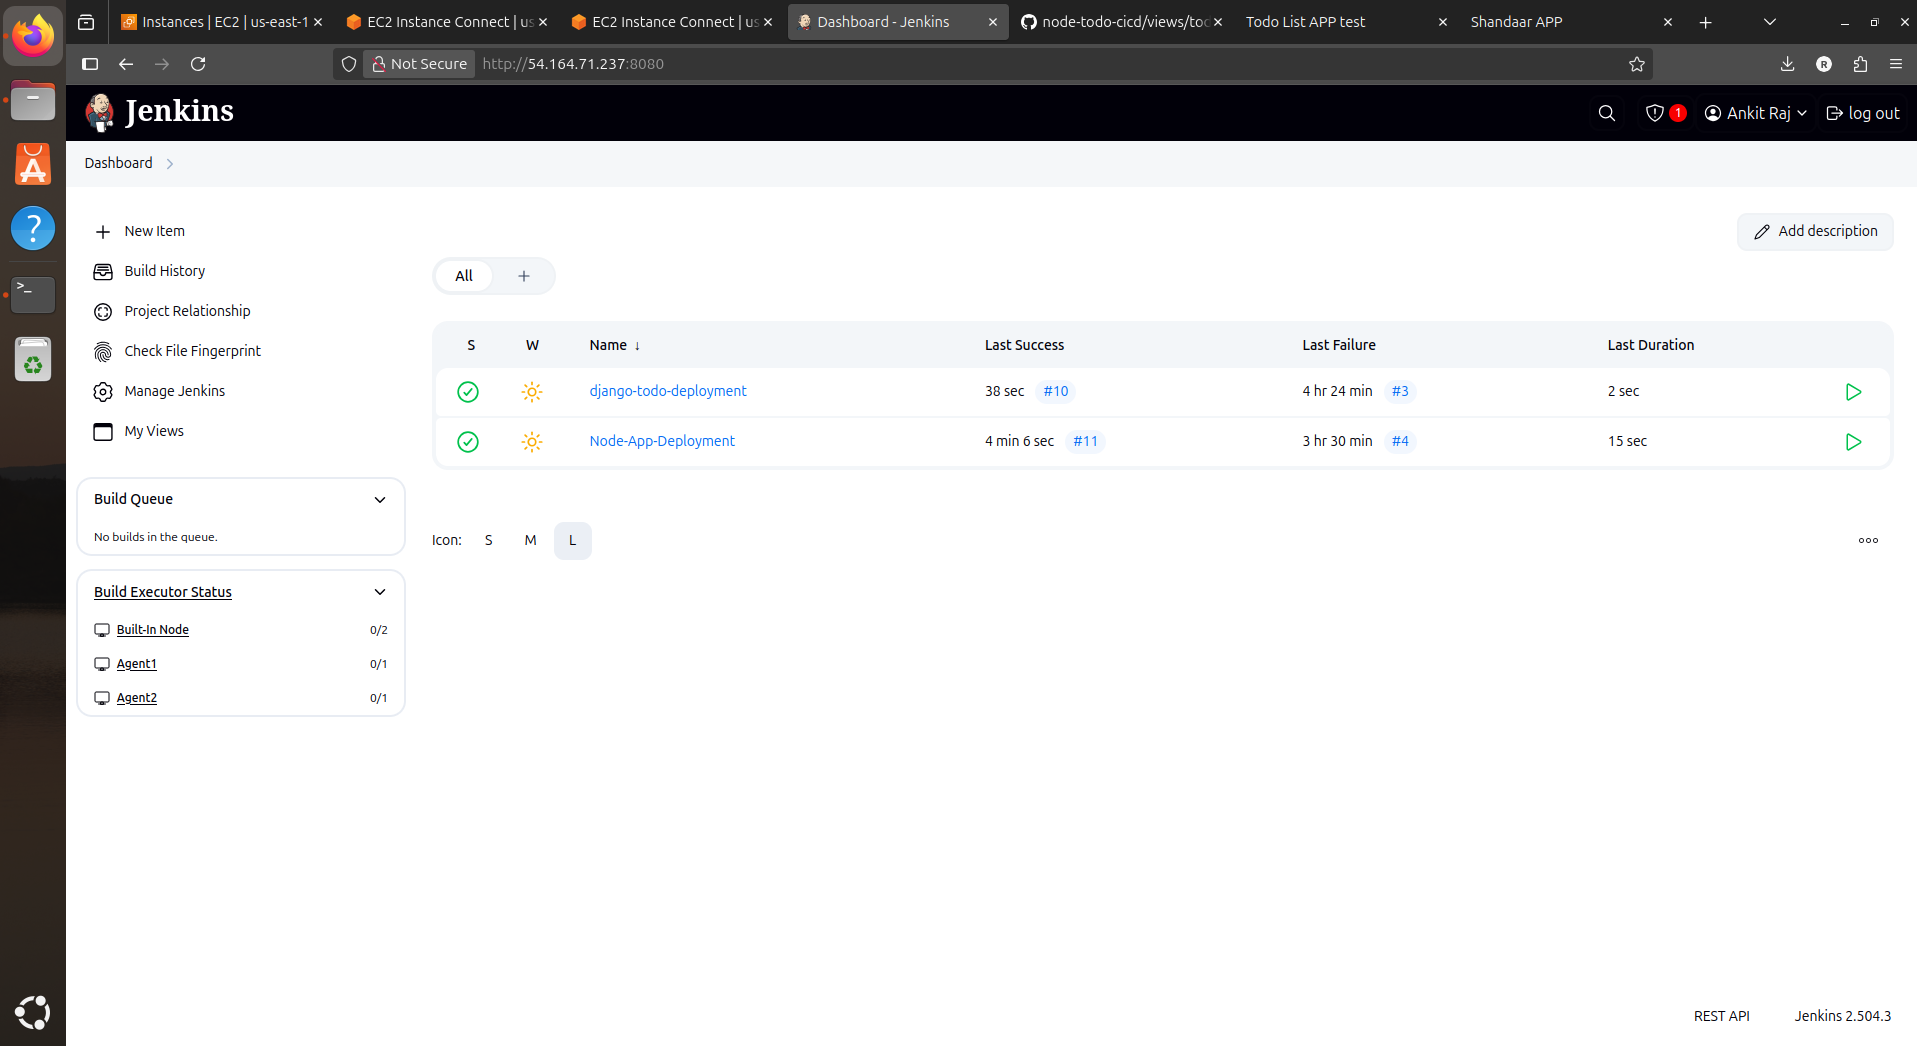 Instances | EC2 | us-east-1
EC2 Instance Connect | us
EC2 Instance Connect | us
Dashboard - Jenkins
node-todo-cicd/views/tod
Todo List APP test
Shandaar APP
Not Secure
http://54.164.71.237:8080
R
Jenkins
1
Ankit Raj
log out
Dashboard
New Item
Build History
Project Relationship
Check File Fingerprint
Manage Jenkins
My Views
Build Queue
No builds in the queue.
Build Executor Status
Built-In Node 0/2
Agent1 0/1
Agent2 0/1
Add description
All +
S W Name ↓ Last Success Last Failure Last Duration
django-todo-deployment 38 sec #10 4 hr 24 min #3 2 sec
Node-App-Deployment 4 min 6 sec #11 3 hr 30 min #4 15 sec
Icon: S M L
REST API Jenkins 2.504.3